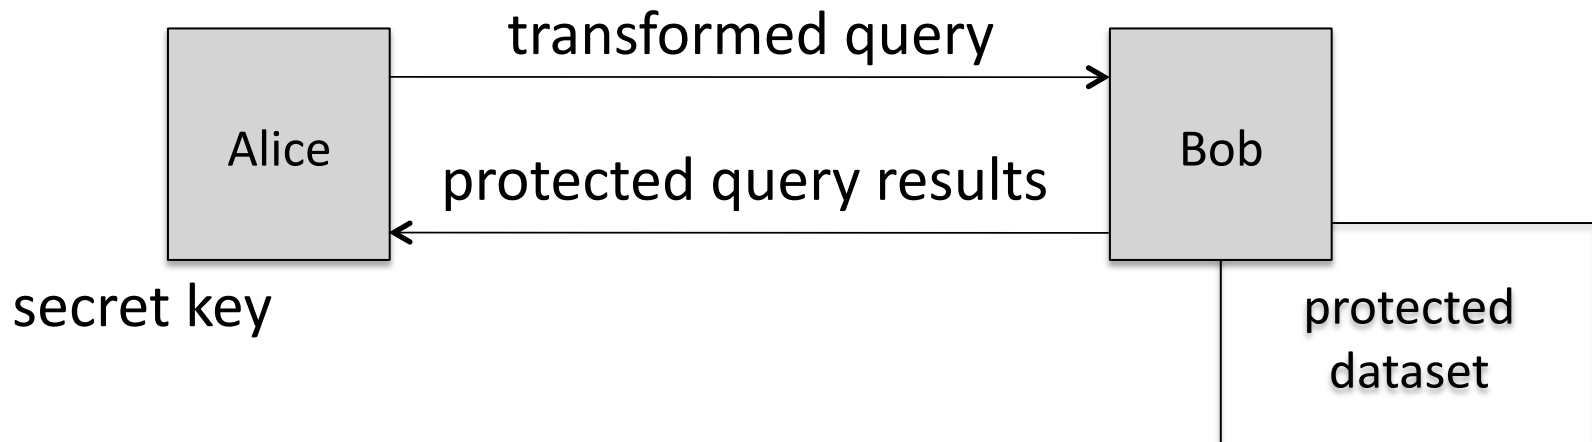 transformed query
Alice
Bob
protected query results
secret key
protected
dataset